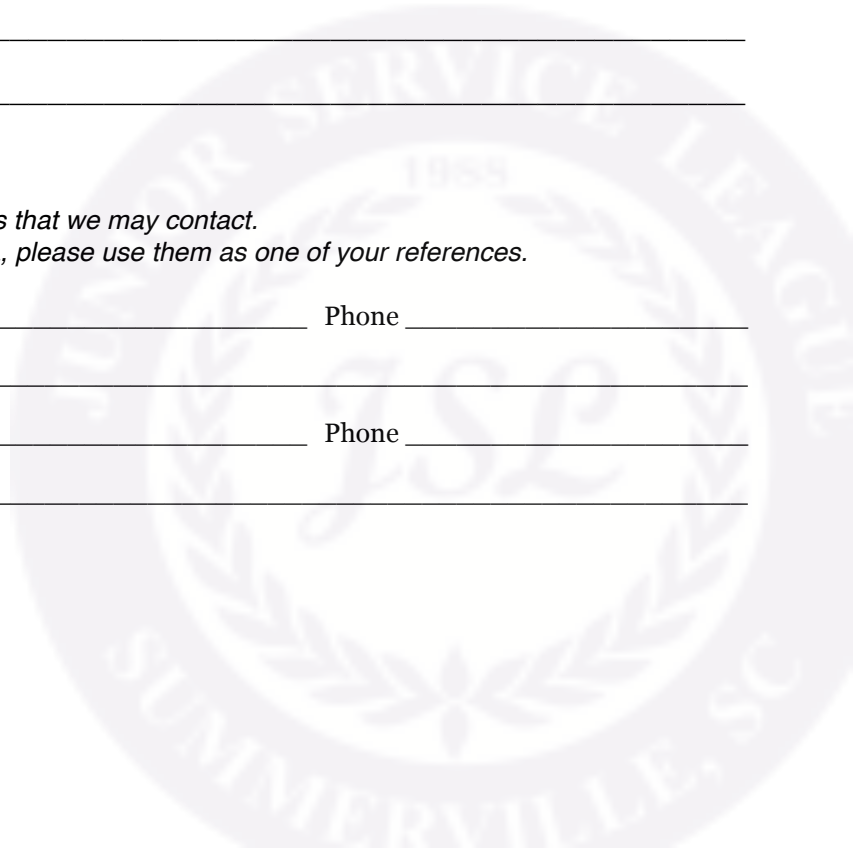 JUNIOR SERVICE LEAGUE
1988
s that we may contact.
, please use them as one of your references.
Phone
JSL
Phone
SUMMERVILLE, SC